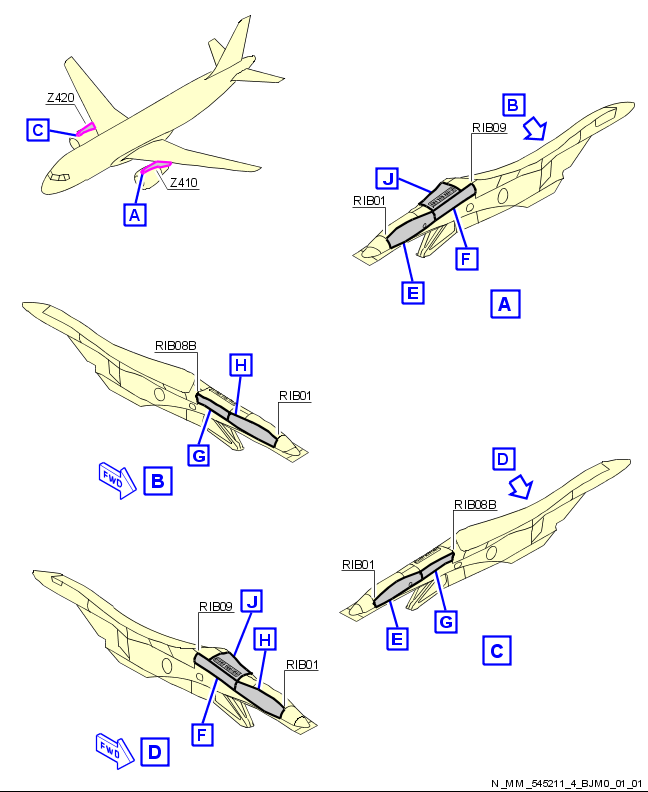 Z420
C
Z410
A
B
RIB09
J
RIB01
F
E
A
RIB08B
H
RIB01
G
FWD
B
D
RIB08B
RIB01
G
E
C
J
RIB09
H
RIB01
F
FWD
D
N_MM_545211_4_BJM0_01_01